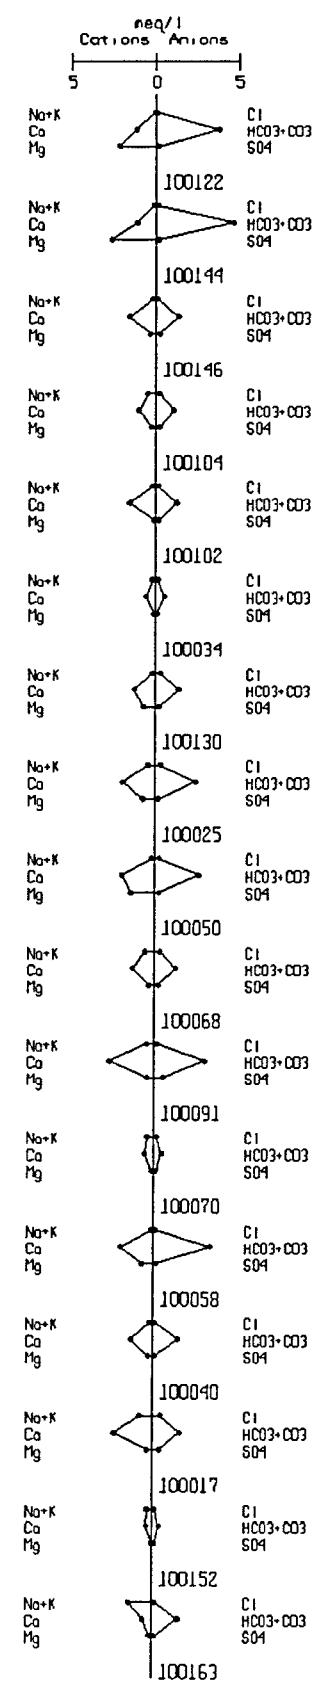 meq/l
Cations Anions
5 0 5
Na+K Cl
Ca HCO3+CO3
Mg SO4
100122
Na+K Cl
Ca HCO3+CO3
Mg SO4
100144
Na+K Cl
Ca HCO3+CO3
Mg SO4
100146
Na+K Cl
Ca HCO3+CO3
Mg SO4
100104
Na+K Cl
Ca HCO3+CO3
Mg SO4
100102
Na+K Cl
Ca HCO3+CO3
Mg SO4
100034
Na+K Cl
Ca HCO3+CO3
Mg SO4
100130
Na+K Cl
Ca HCO3+CO3
Mg SO4
100025
Na+K Cl
Ca HCO3+CO3
Mg SO4
100050
Na+K Cl
Ca HCO3+CO3
Mg SO4
100068
Na+K Cl
Ca HCO3+CO3
Mg SO4
100091
Na+K Cl
Ca HCO3+CO3
Mg SO4
100070
Na+K Cl
Ca HCO3+CO3
Mg SO4
100058
Na+K Cl
Ca HCO3+CO3
Mg SO4
100040
Na+K Cl
Ca HCO3+CO3
Mg SO4
100017
Na+K Cl
Ca HCO3+CO3
Mg SO4
100152
Na+K Cl
Ca HCO3+CO3
Mg SO4
100163